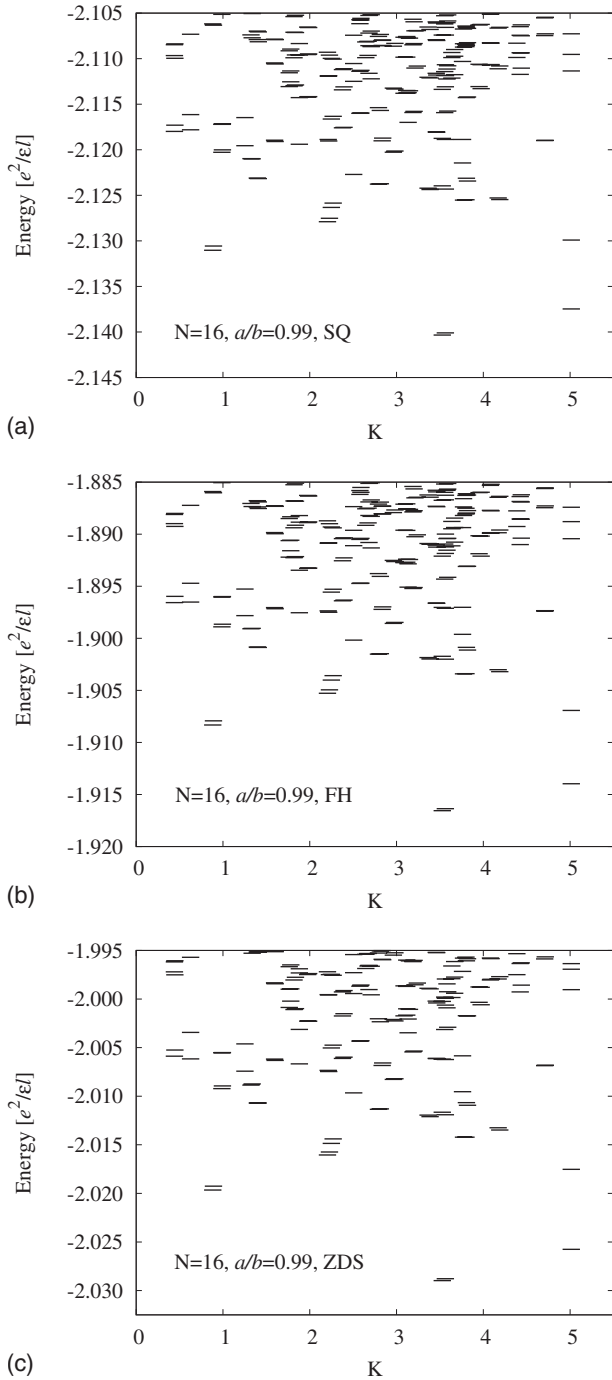 -2.105
-2.110
-2.115
-2.120
-2.125
-2.130
-2.135
-2.140
-2.145
Energy [e²/εl]
N=16, a/b=0.99, SQ
0 1 2 3 4 5
K
(a)
-1.885
-1.890
-1.895
-1.900
-1.905
-1.910
-1.915
-1.920
Energy [e²/εl]
N=16, a/b=0.99, FH
0 1 2 3 4 5
K
(b)
-1.995
-2.000
-2.005
-2.010
-2.015
-2.020
-2.025
-2.030
Energy [e²/εl]
N=16, a/b=0.99, ZDS
0 1 2 3 4 5
K
(c)